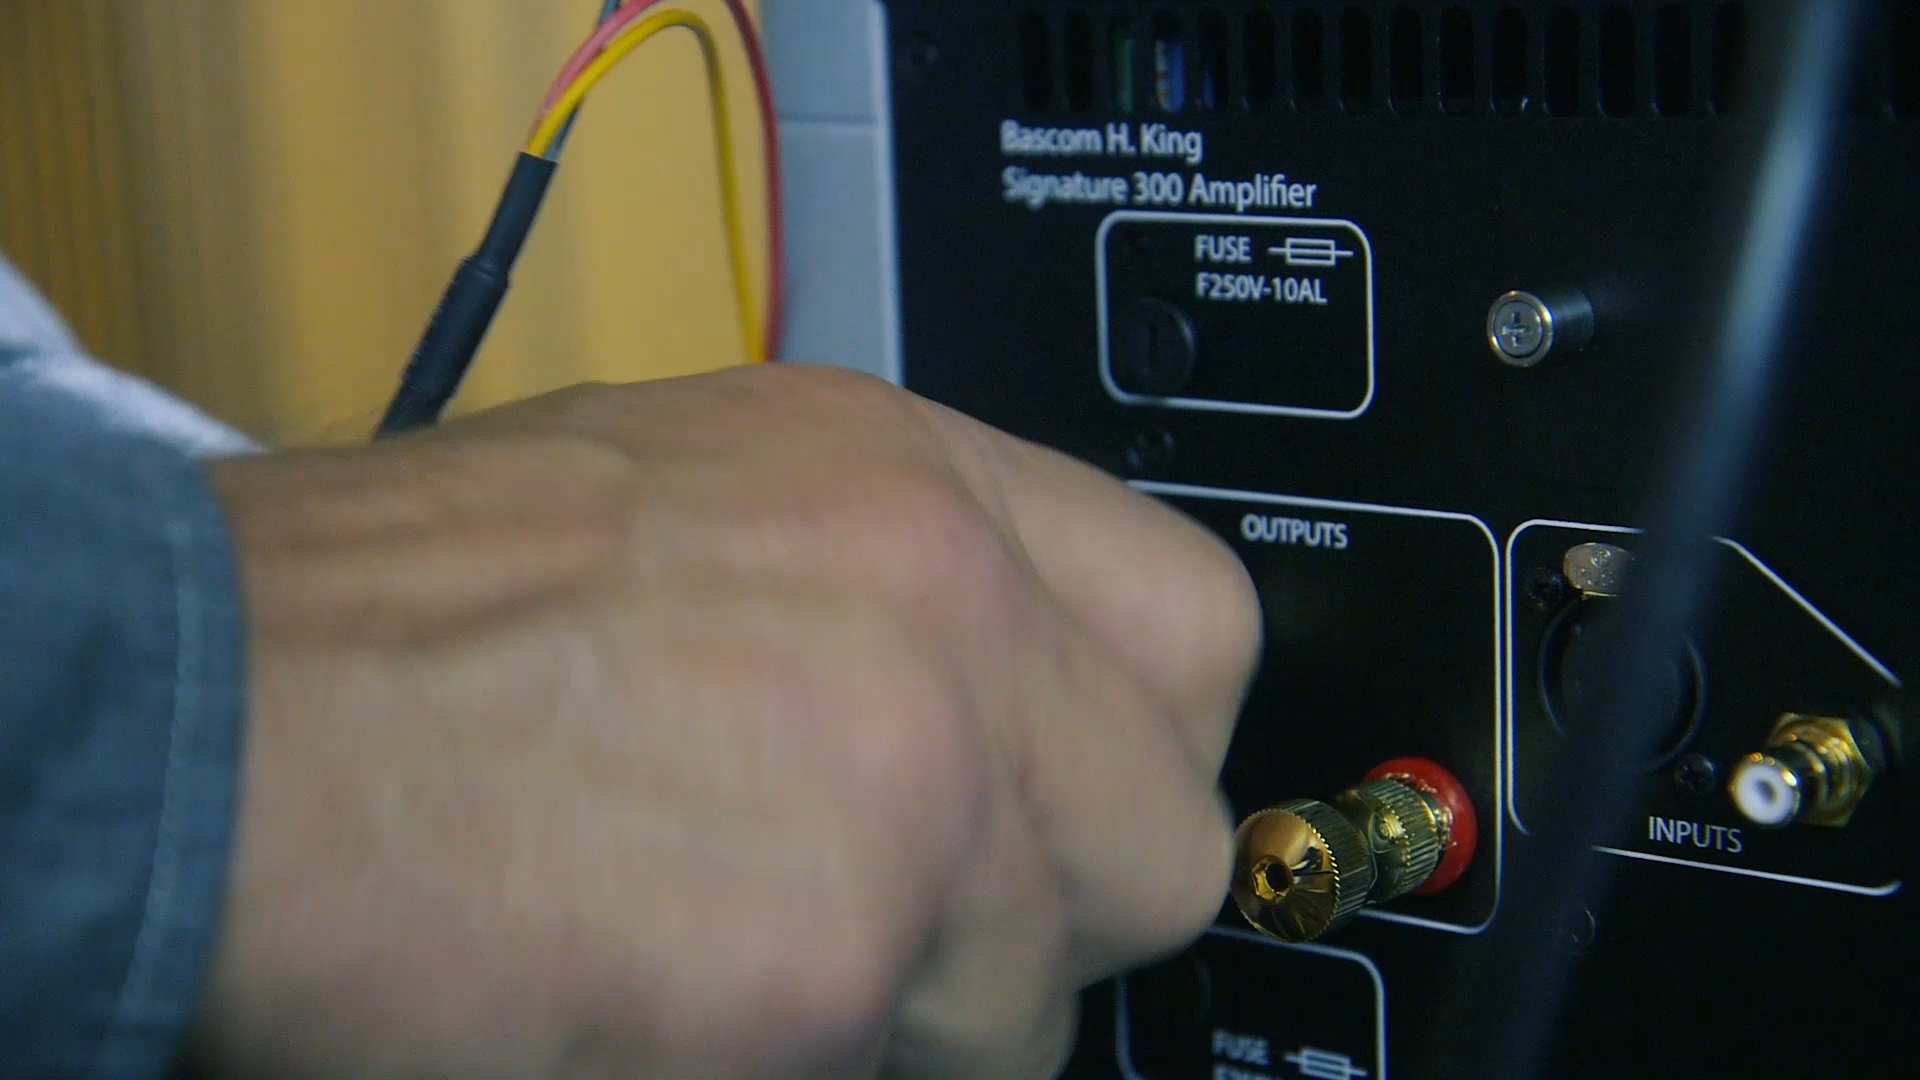 Bascom H. King
Signature 300 Amplifier
FUSE
F250V-10AL
OUTPUTS
INPUTS
FUSE